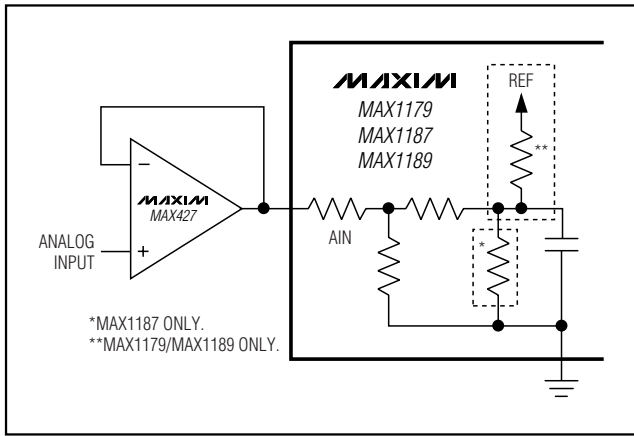 MAXIM
MAX1179
MAX1187
MAX1189
REF
**
−
MAXIM
MAX427
+
ANALOG
INPUT
AIN
*
*MAX1187 ONLY.
**MAX1179/MAX1189 ONLY.